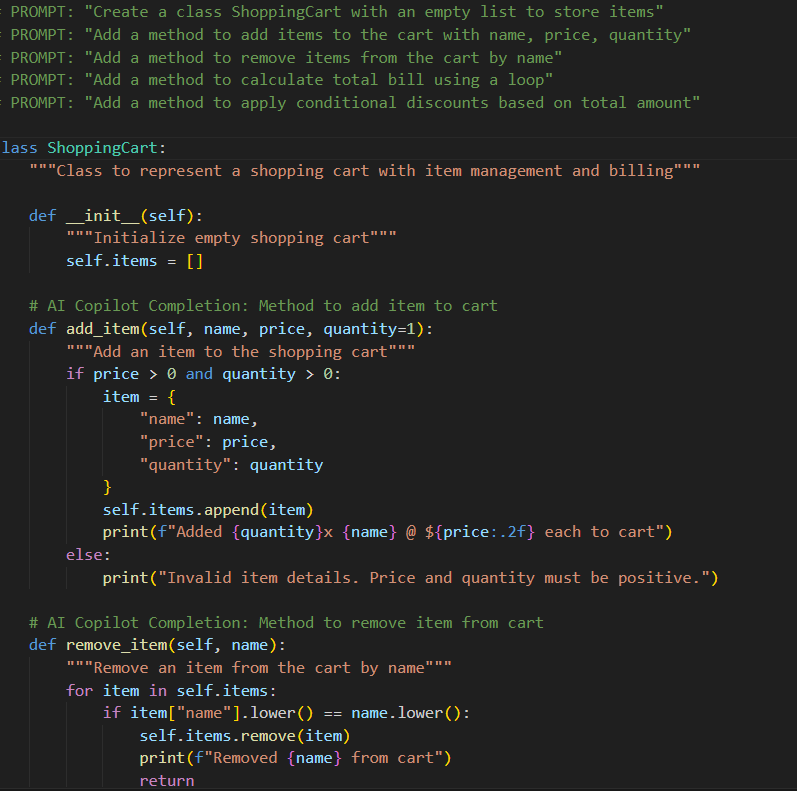 PROMPT: "Create a class ShoppingCart with an empty list to store items"
PROMPT: "Add a method to add items to the cart with name, price, quantity"
PROMPT: "Add a method to remove items from the cart by name"
PROMPT: "Add a method to calculate total bill using a loop"
PROMPT: "Add a method to apply conditional discounts based on total amount"
lass ShoppingCart:
"""Class to represent a shopping cart with item management and billing"""
def __init__(self):
"""Initialize empty shopping cart"""
self.items = []
# AI Copilot Completion: Method to add item to cart
def add_item(self, name, price, quantity=1):
"""Add an item to the shopping cart"""
if price > 0 and quantity > 0:
item = {
"name": name,
"price": price,
"quantity": quantity
}
self.items.append(item)
print(f"Added {quantity}x {name} @ ${price:.2f} each to cart")
else:
print("Invalid item details. Price and quantity must be positive.")
# AI Copilot Completion: Method to remove item from cart
def remove_item(self, name):
"""Remove an item from the cart by name"""
for item in self.items:
if item["name"].lower() == name.lower():
self.items.remove(item)
print(f"Removed {name} from cart")
return